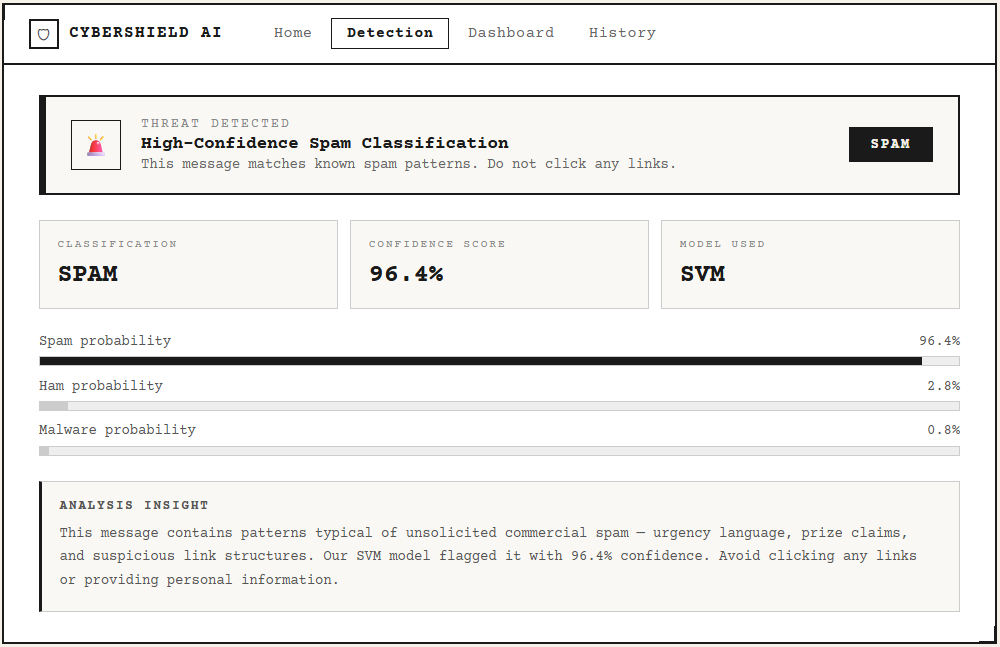 CYBERSHIELD AI Home Detection Dashboard History
THREAT DETECTED
High-Confidence Spam Classification
This message matches known spam patterns. Do not click any links.
SPAM
CLASSIFICATION
SPAM
CONFIDENCE SCORE
96.4%
MODEL USED
SVM
Spam probability 96.4%
Ham probability 2.8%
Malware probability 0.8%
ANALYSIS INSIGHT
This message contains patterns typical of unsolicited commercial spam — urgency language, prize claims,
and suspicious link structures. Our SVM model flagged it with 96.4% confidence. Avoid clicking any links
or providing personal information.